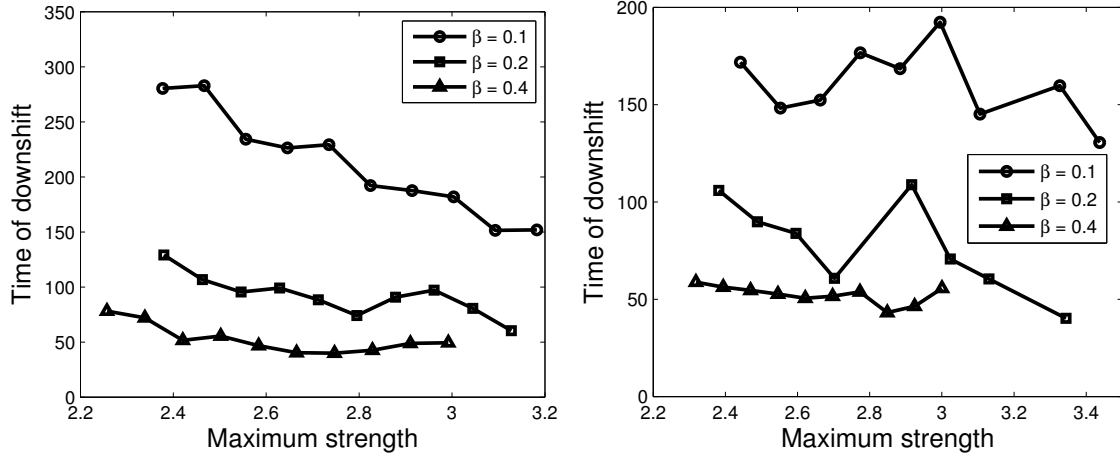 350
300
250
200
150
100
50
0
2.2 2.4 2.6 2.8 3 3.2
Time of downshift
Maximum strength
β = 0.1
β = 0.2
β = 0.4
200
150
100
50
0
2.2 2.4 2.6 2.8 3 3.2 3.4
Time of downshift
Maximum strength
β = 0.1
β = 0.2
β = 0.4